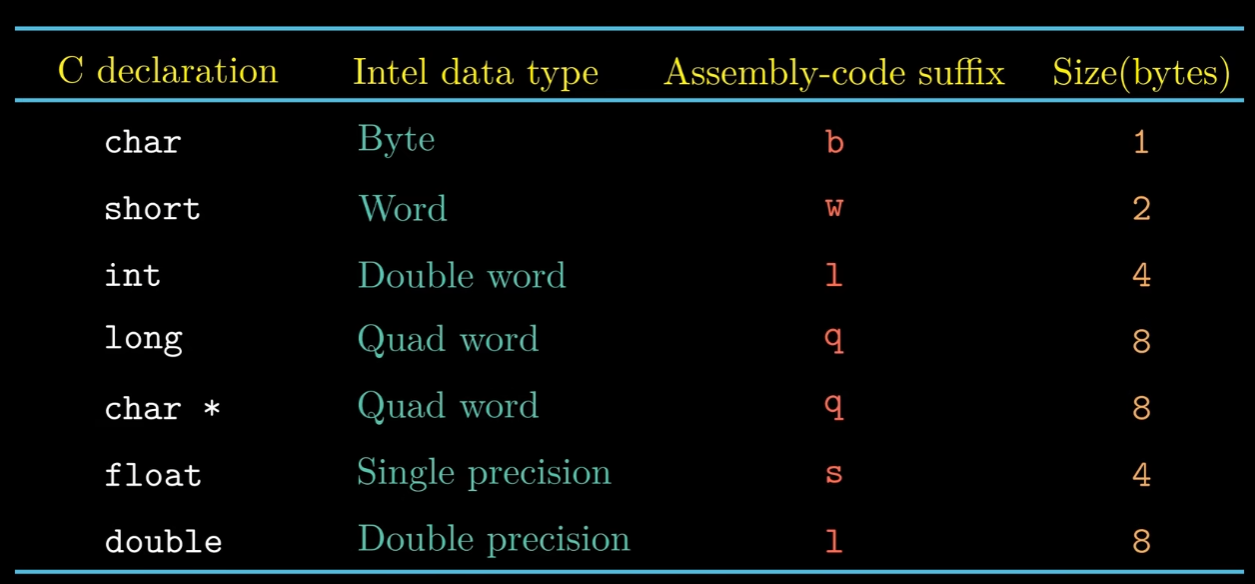 C declaration Intel data type Assembly-code suffix Size(bytes)
char Byte b 1
short Word w 2
int Double word l 4
long Quad word q 8
char * Quad word q 8
float Single precision s 4
double Double precision l 8